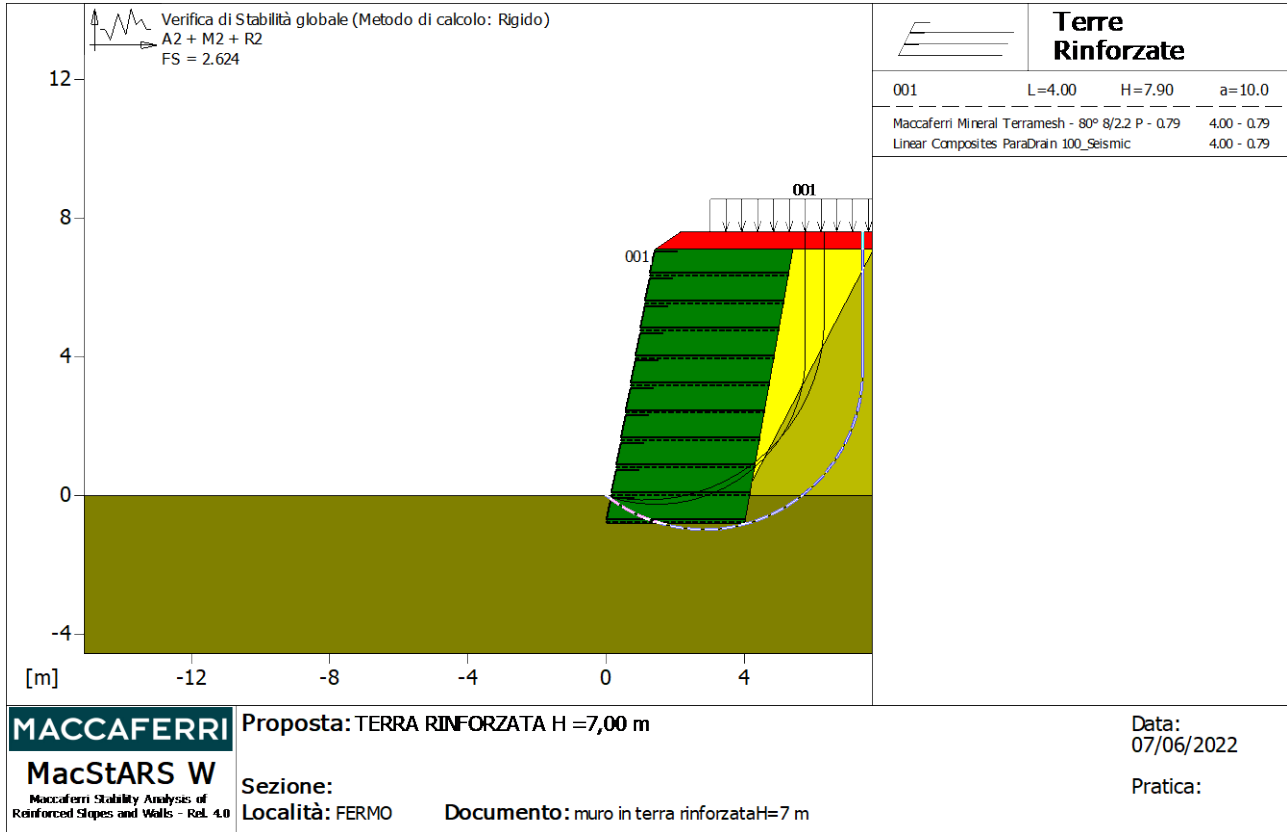 Verifica di Stabilità globale (Metodo di calcolo: Rigido)
A2 + M2 + R2
FS = 2.624
Terre
Rinforzate
001 L=4.00 H=7.90 a=10.0
Maccaferri Mineral Terramesh - 80° 8/2.2 P - 0.79 4.00 - 0.79
Linear Composites ParaDrain 100_Seismic 4.00 - 0.79
12
8
4
0
-4
001
001
[m] -12 -8 -4 0 4
MACCAFERRI
MacStARS W
Maccaferri Stability Analysis of
Reinforced Slopes and Walls - Rel. 4.0
Proposta: TERRA RINFORZATA H =7,00 m
Sezione:
Località: FERMO Documento: muro in terra rinforzataH=7 m
Data:
07/06/2022
Pratica: